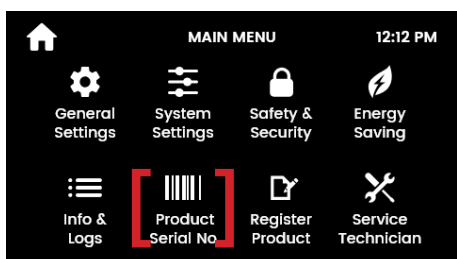 MAIN MENU 12:12 PM
General Settings
System Settings
Safety & Security
Energy Saving
Info & Logs
Product Serial No
Register Product
Service Technician